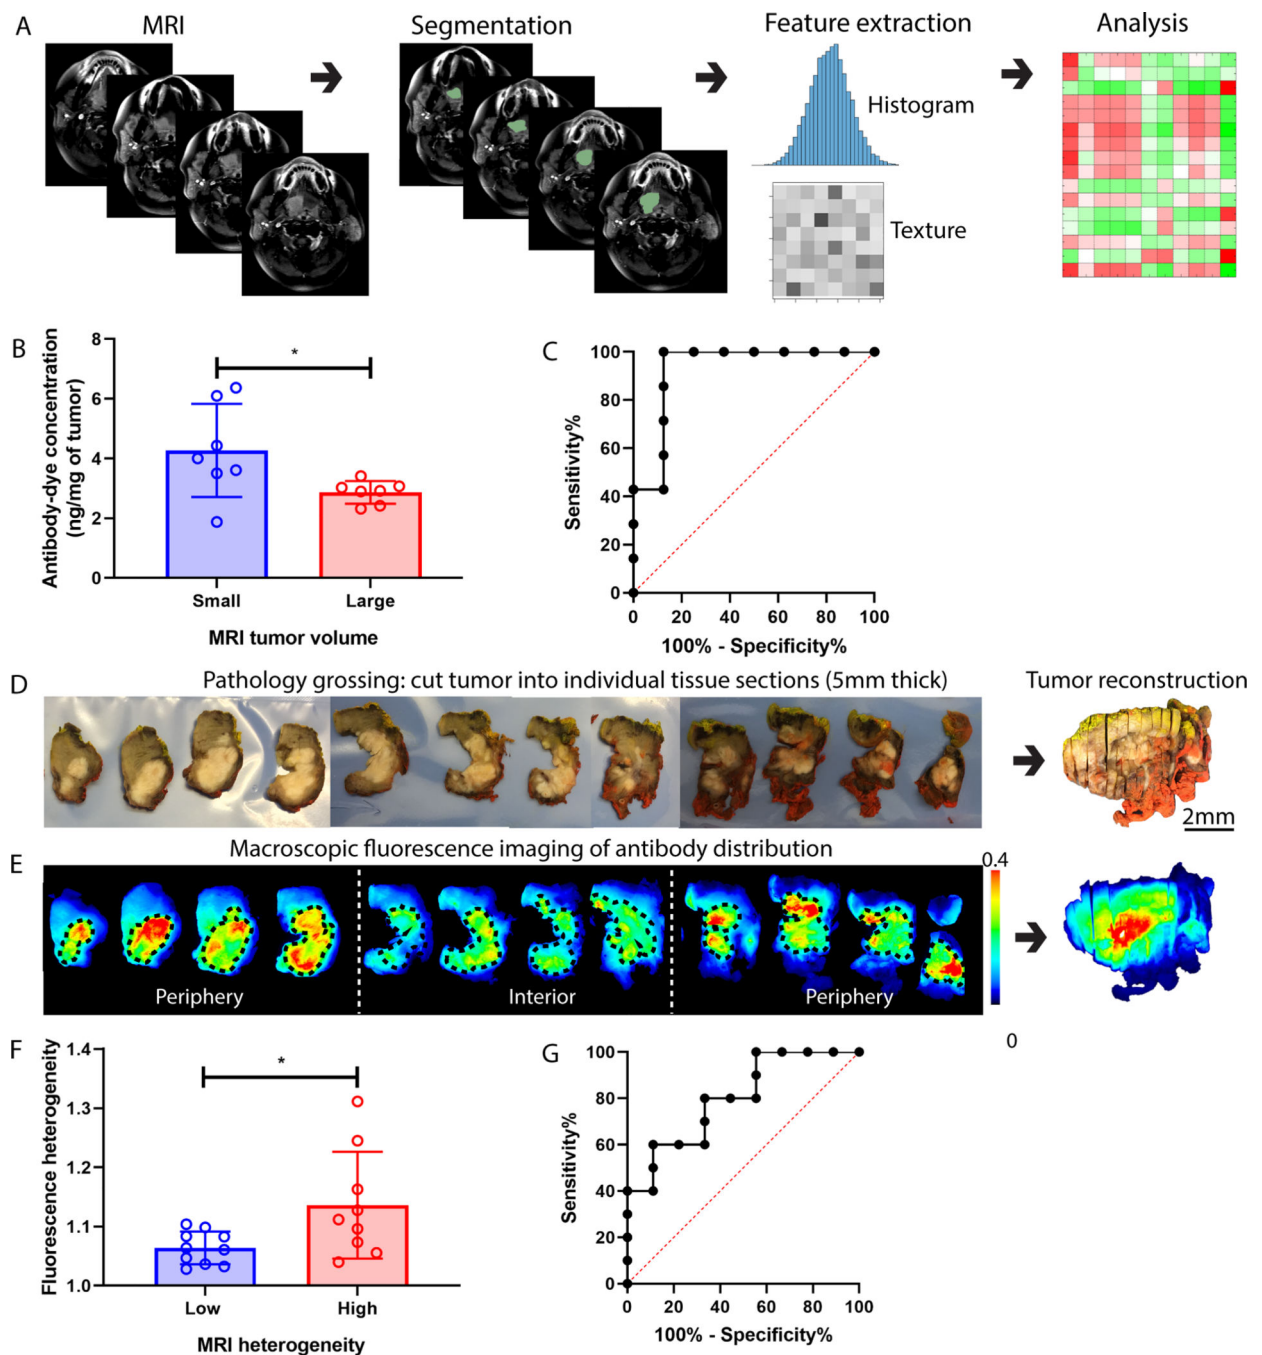 A
MRI
Segmentation
Feature extraction
Analysis
Histogram
Texture
B
Antibody-dye concentration
(ng/mg of tumor)
8
6
4
2
0
*
Small
Large
MRI tumor volume
C
Sensitivity%
100
80
60
40
20
0
0 20 40 60 80 100
100% - Specificity%
D
Pathology grossing: cut tumor into individual tissue sections (5mm thick)
Tumor reconstruction
2mm
E
Macroscopic fluorescence imaging of antibody distribution
0.4
Periphery
Interior
Periphery
0
F
Fluorescence heterogeneity
1.4
1.3
1.2
1.1
1.0
*
Low
High
MRI heterogeneity
G
Sensitivity%
100
80
60
40
20
0
0 20 40 60 80 100
100% - Specificity%